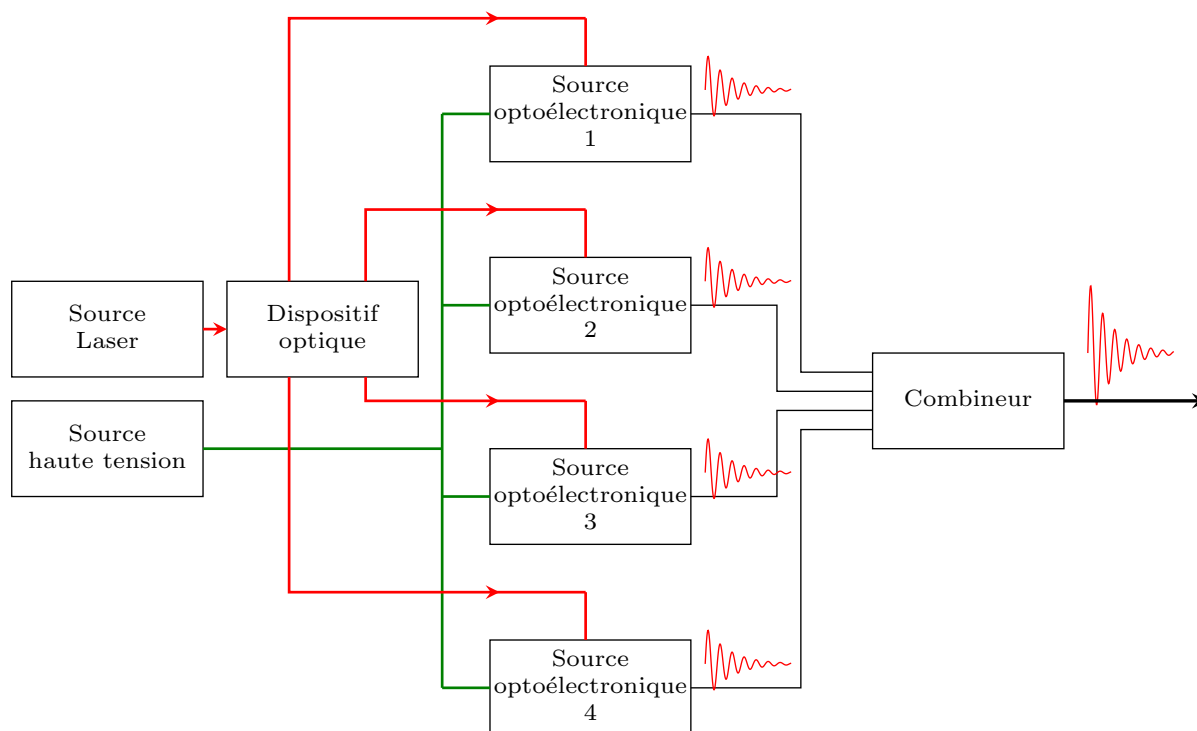 Source
optoélectronique
1
Source
optoélectronique
2
Source
Laser
Dispositif
optique
Combineur
Source
haute tension
Source
optoélectronique
3
Source
optoélectronique
4